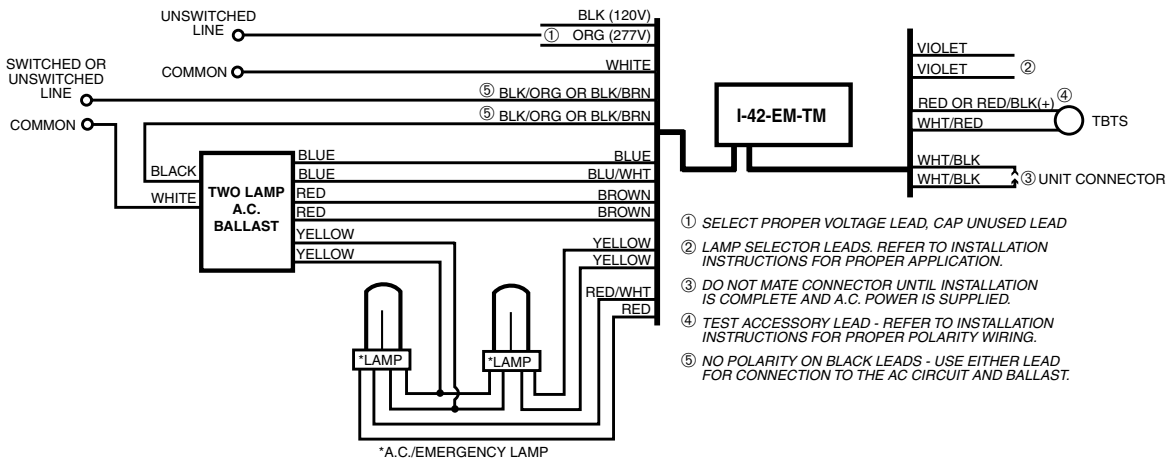 UNSWITCHED
LINE
BLK (120V)
① ORG (277V)
COMMON
WHITE
SWITCHED OR
UNSWITCHED
LINE
⑤ BLK/ORG OR BLK/BRN
COMMON
⑤ BLK/ORG OR BLK/BRN
BLACK
WHITE
TWO LAMP
A.C.
BALLAST
BLUE
BLUE
RED
RED
YELLOW
YELLOW
BLUE
BLU/WHT
BROWN
BROWN
YELLOW
YELLOW
RED/WHT
RED
*LAMP
*LAMP
*A.C./EMERGENCY LAMP
I-42-EM-TM
VIOLET
VIOLET ②
RED OR RED/BLK(+) ④
WHT/RED
TBTS
WHT/BLK
WHT/BLK
③ UNIT CONNECTOR
① SELECT PROPER VOLTAGE LEAD, CAP UNUSED LEAD
② LAMP SELECTOR LEADS. REFER TO INSTALLATION
INSTRUCTIONS FOR PROPER APPLICATION.
③ DO NOT MATE CONNECTOR UNTIL INSTALLATION
IS COMPLETE AND A.C. POWER IS SUPPLIED.
④ TEST ACCESSORY LEAD - REFER TO INSTALLATION
INSTRUCTIONS FOR PROPER POLARITY WIRING.
⑤ NO POLARITY ON BLACK LEADS - USE EITHER LEAD
FOR CONNECTION TO THE AC CIRCUIT AND BALLAST.